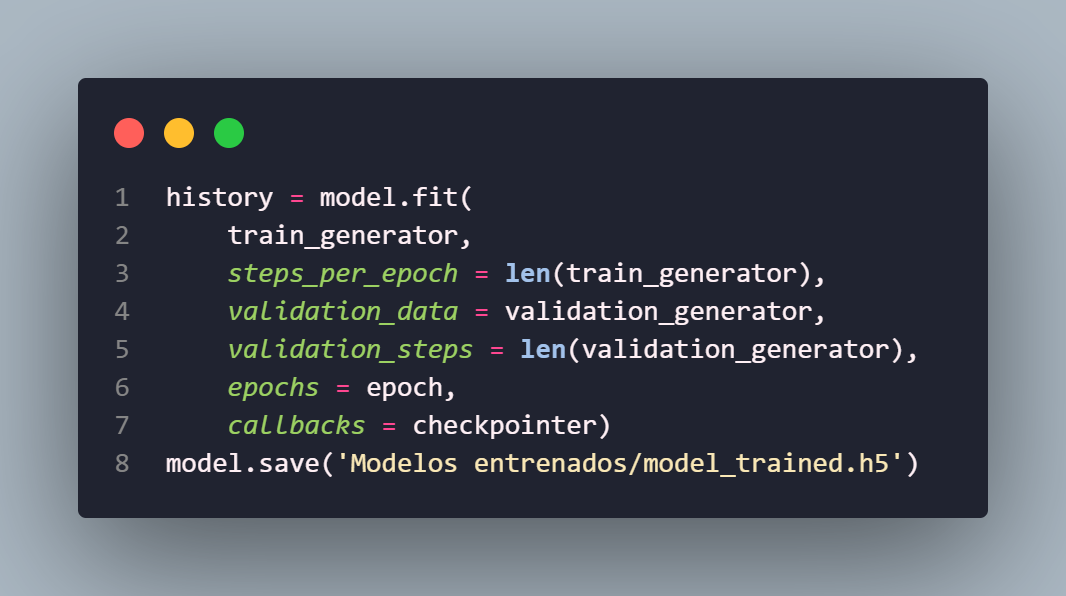 1 history = model.fit(
2     train_generator,
3     steps_per_epoch = len(train_generator),
4     validation_data = validation_generator,
5     validation_steps = len(validation_generator),
6     epochs = epoch,
7     callbacks = checkpointer)
8 model.save('Modelos entrenados/model_trained.h5')